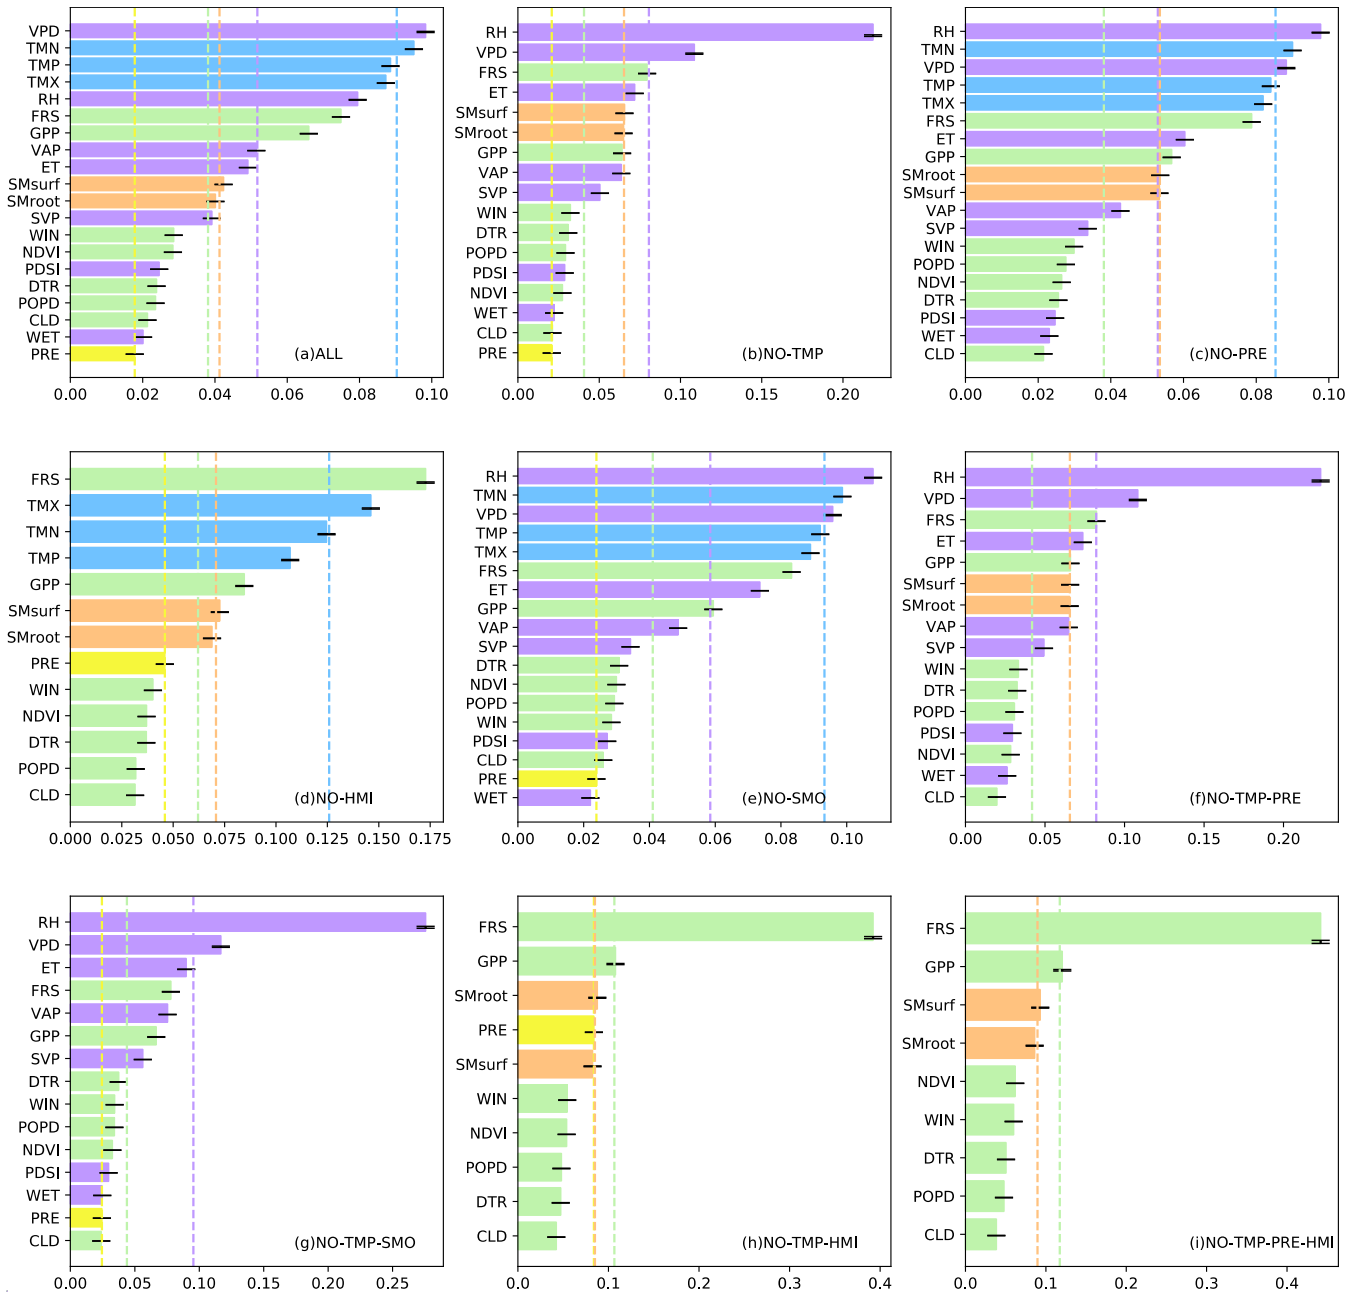 VPD
TMN
TMP
TMX
RH
FRS
GPP
VAP
ET
SMsurf
SMroot
SVP
WIN
NDVI
PDSI
DTR
POPD
CLD
WET
PRE
(a)ALL
0.00 0.02 0.04 0.06 0.08 0.10
RH
VPD
FRS
ET
SMsurf
SMroot
GPP
VAP
SVP
WIN
DTR
POPD
PDSI
NDVI
WET
CLD
PRE
(b)NO-TMP
0.00 0.05 0.10 0.15 0.20
RH
TMN
VPD
TMP
TMX
FRS
ET
GPP
SMroot
SMsurf
VAP
SVP
WIN
POPD
NDVI
DTR
PDSI
WET
CLD
(c)NO-PRE
0.00 0.02 0.04 0.06 0.08 0.10
FRS
TMX
TMN
TMP
GPP
SMsurf
SMroot
PRE
WIN
NDVI
DTR
POPD
CLD
(d)NO-HMI
0.000 0.025 0.050 0.075 0.100 0.125 0.150 0.175
RH
TMN
VPD
TMP
TMX
FRS
ET
GPP
VAP
SVP
DTR
NDVI
POPD
WIN
PDSI
CLD
PRE
WET
(e)NO-SMO
0.00 0.02 0.04 0.06 0.08 0.10
RH
VPD
FRS
ET
GPP
SMsurf
SMroot
VAP
SVP
WIN
DTR
POPD
PDSI
NDVI
WET
CLD
(f)NO-TMP-PRE
0.00 0.05 0.10 0.15 0.20
RH
VPD
ET
FRS
VAP
GPP
SVP
DTR
WIN
POPD
NDVI
PDSI
WET
PRE
CLD
(g)NO-TMP-SMO
0.00 0.05 0.10 0.15 0.20 0.25
FRS
GPP
SMroot
PRE
SMsurf
WIN
NDVI
POPD
DTR
CLD
(h)NO-TMP-HMI
0.0 0.1 0.2 0.3 0.4
FRS
GPP
SMsurf
SMroot
NDVI
WIN
DTR
POPD
CLD
(i)NO-TMP-PRE-HMI
0.0 0.1 0.2 0.3 0.4